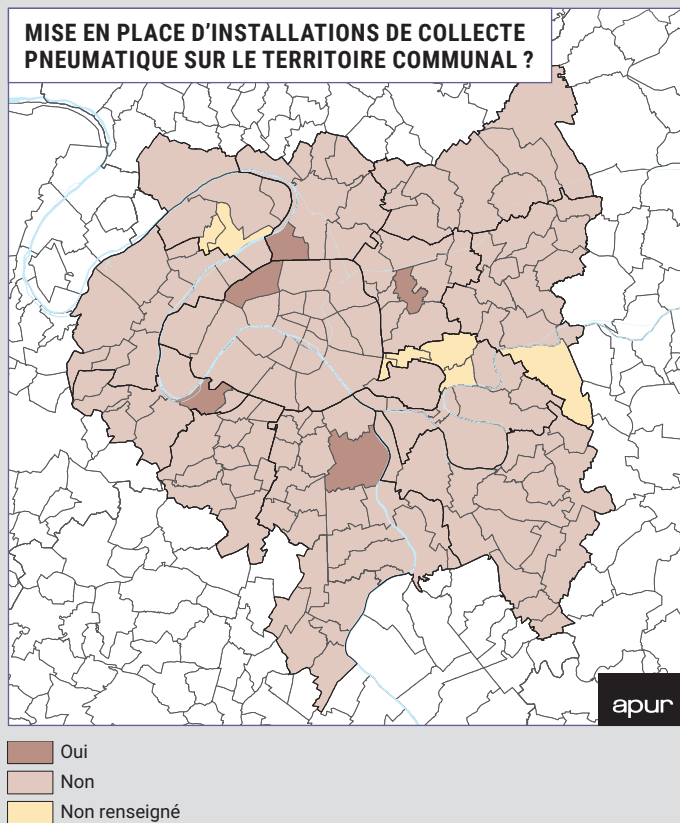 MISE EN PLACE D’INSTALLATIONS DE COLLECTE
PNEUMATIQUE SUR LE TERRITOIRE COMMUNAL ?
apur
Oui
Non
Non renseigné